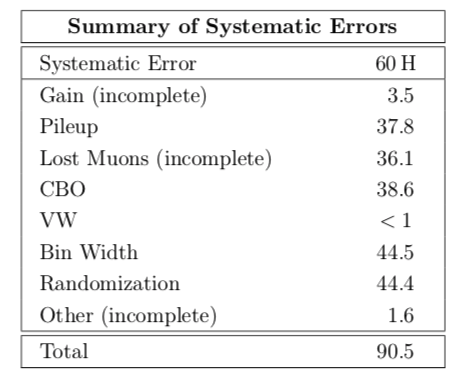 Summary of Systematic Errors
Systematic Error 60 H
Gain (incomplete) 3.5
Pileup 37.8
Lost Muons (incomplete) 36.1
CBO 38.6
VW < 1
Bin Width 44.5
Randomization 44.4
Other (incomplete) 1.6
Total 90.5